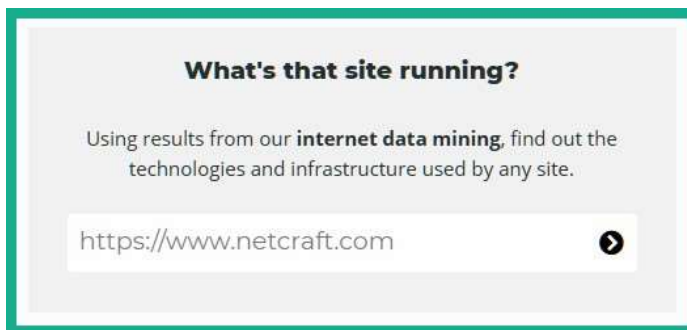 What's that site running?
Using results from our internet data mining, find out the
technologies and infrastructure used by any site.
https://www.netcraft.com